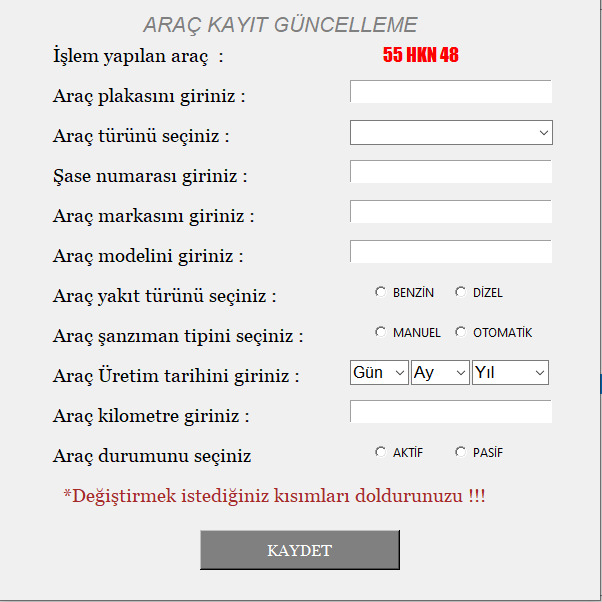 ARAÇ KAYIT GÜNCELLEME
İşlem yapılan araç : 55 HKN 48
Araç plakasını giriniz :
Araç türünü seçiniz :
Şase numarası giriniz :
Araç markasını giriniz :
Araç modelini giriniz :
Araç yakıt türünü seçiniz : BENZİN DİZEL
Araç şanzıman tipini seçiniz : MANUEL OTOMATİK
Araç Üretim tarihini giriniz : Gün Ay Yıl
Araç kilometre giriniz :
Araç durumunu seçiniz AKTİF PASİF
*Değiştirmek istediğiniz kısımları doldurunuzu !!!
KAYDET